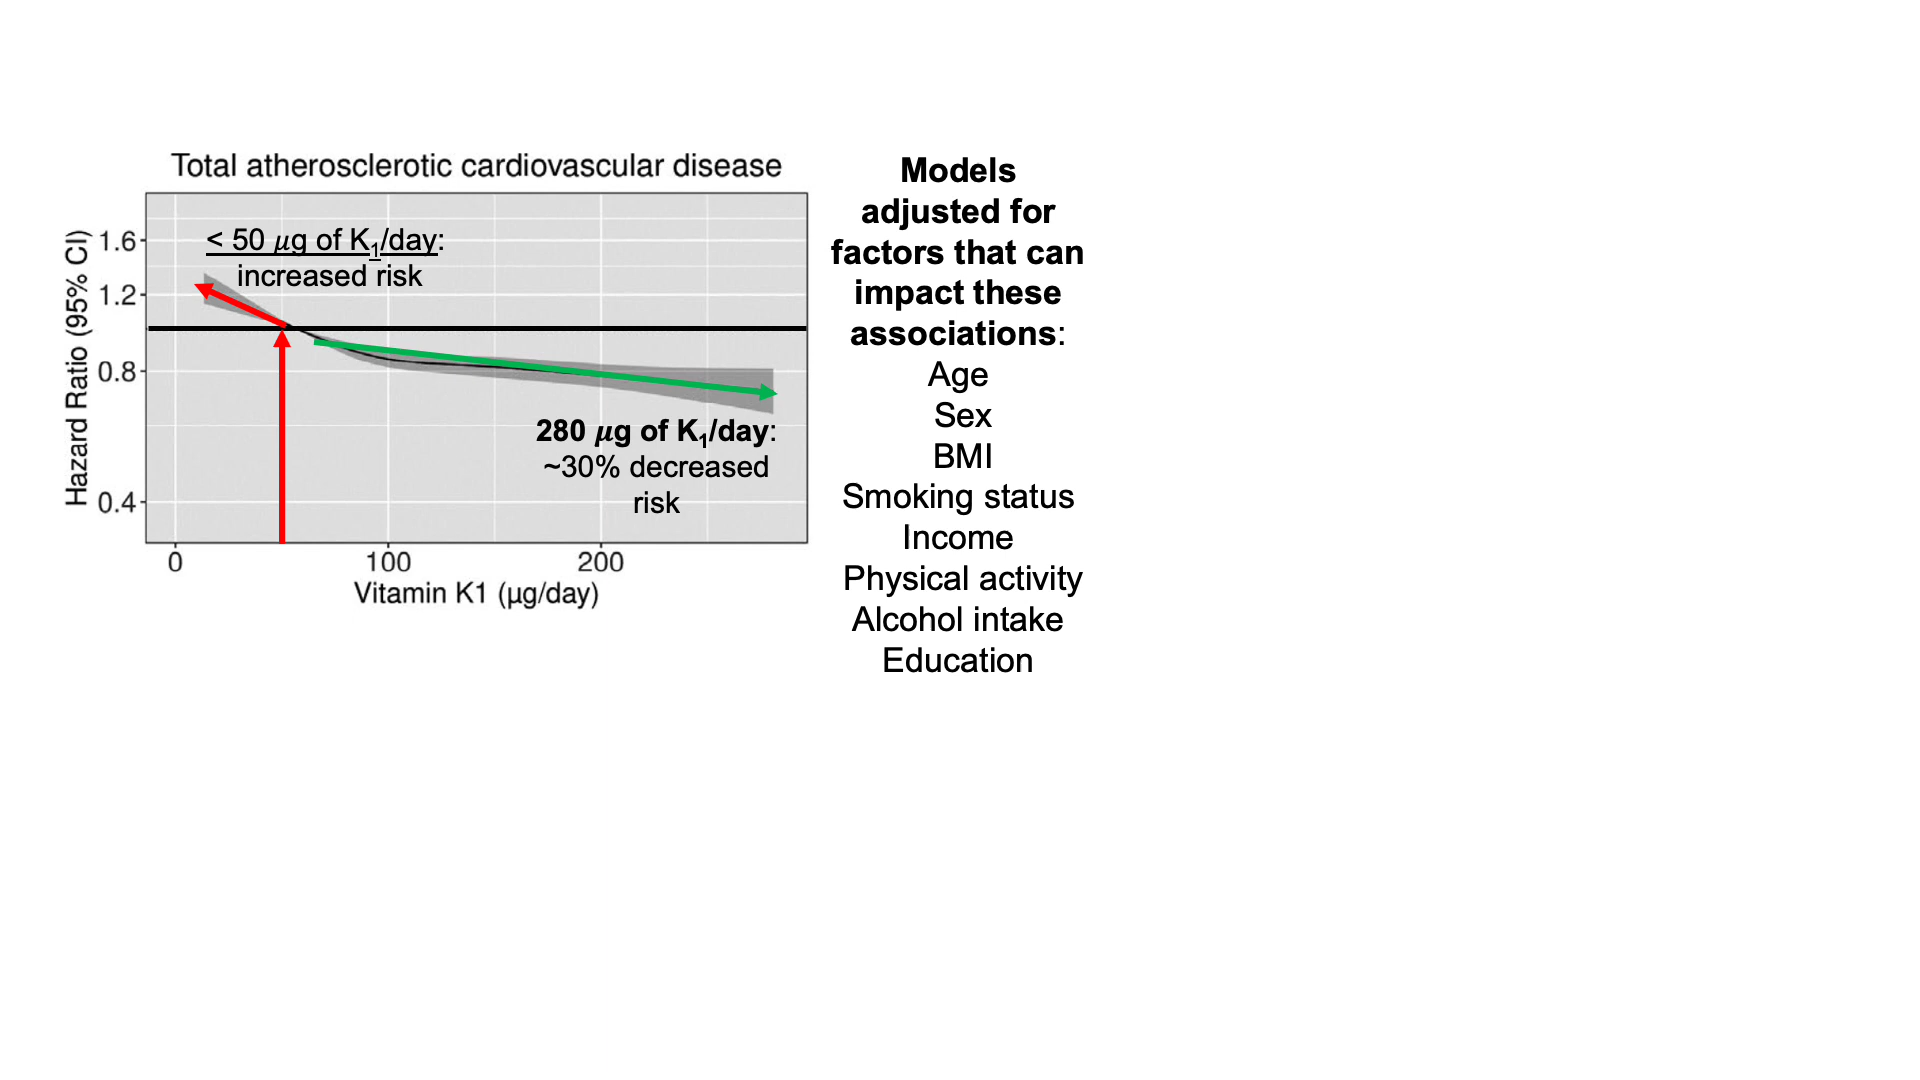 Total atherosclerotic cardiovascular disease
Hazard Ratio (95% CI)
1.6
1.2
0.8
0.4
< 50 𝜇g of K₁/day:
increased risk
280 𝝁g of K₁/day:
~30% decreased
risk
0 100 200
Vitamin K1 (µg/day)
Models
adjusted for
factors that can
impact these
associations:
Age
Sex
BMI
Smoking status
Income
Physical activity
Alcohol intake
Education